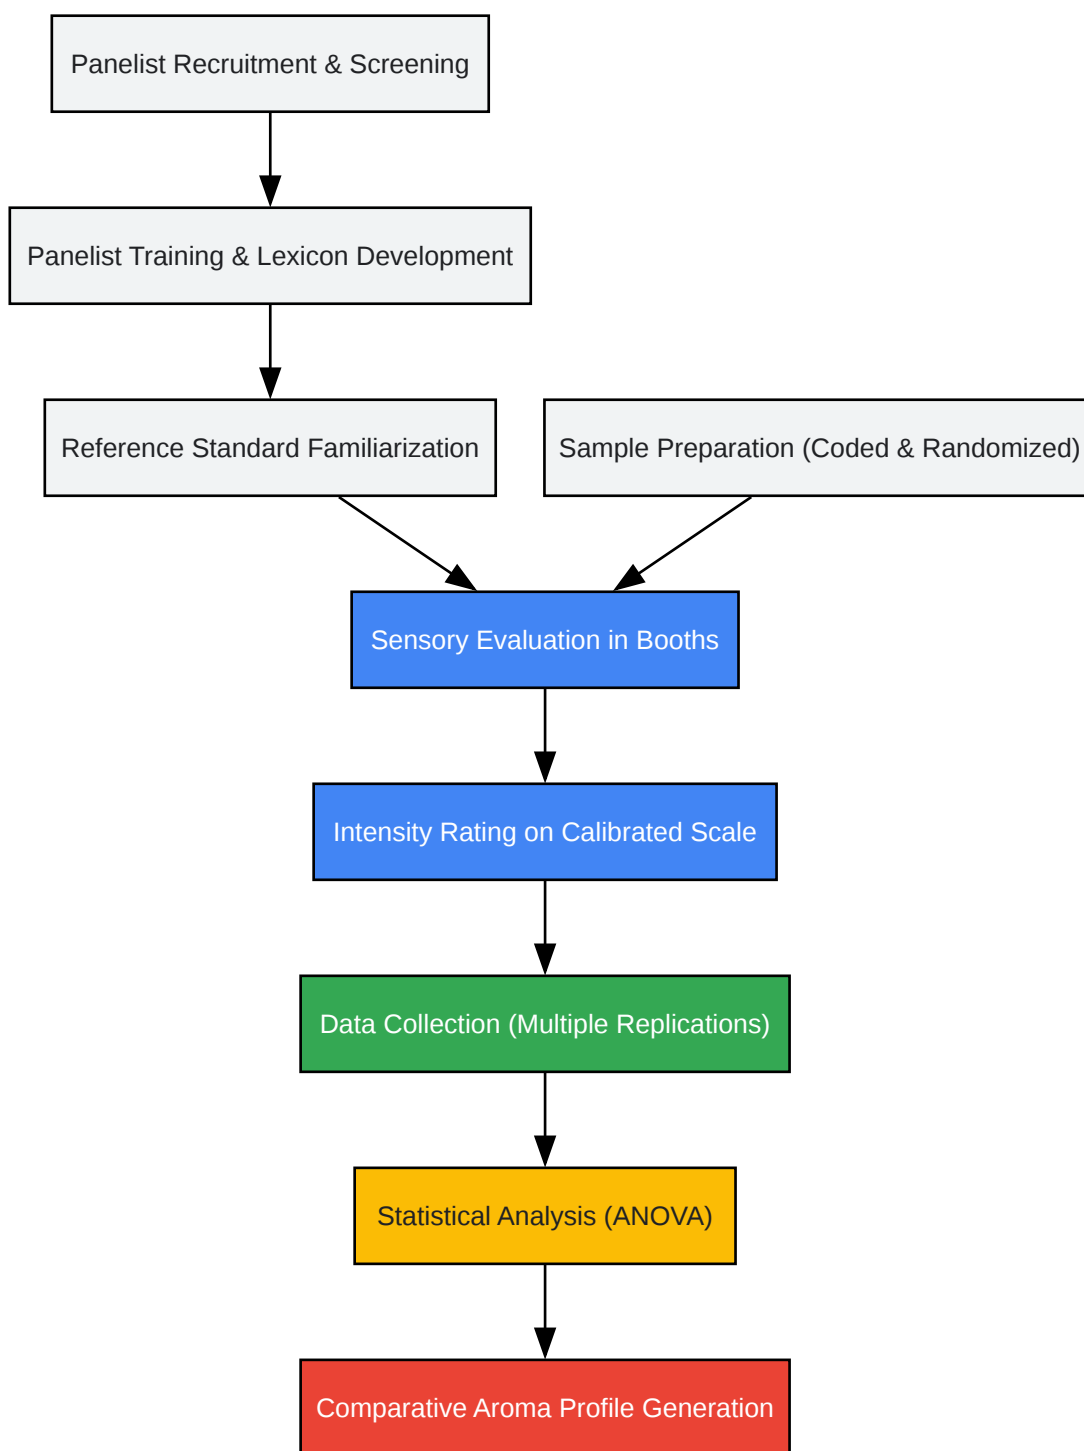 Panelist Recruitment & Screening
Panelist Training & Lexicon Development
Reference Standard Familiarization
Sample Preparation (Coded & Randomized)
Sensory Evaluation in Booths
Intensity Rating on Calibrated Scale
Data Collection (Multiple Replications)
Statistical Analysis (ANOVA)
Comparative Aroma Profile Generation